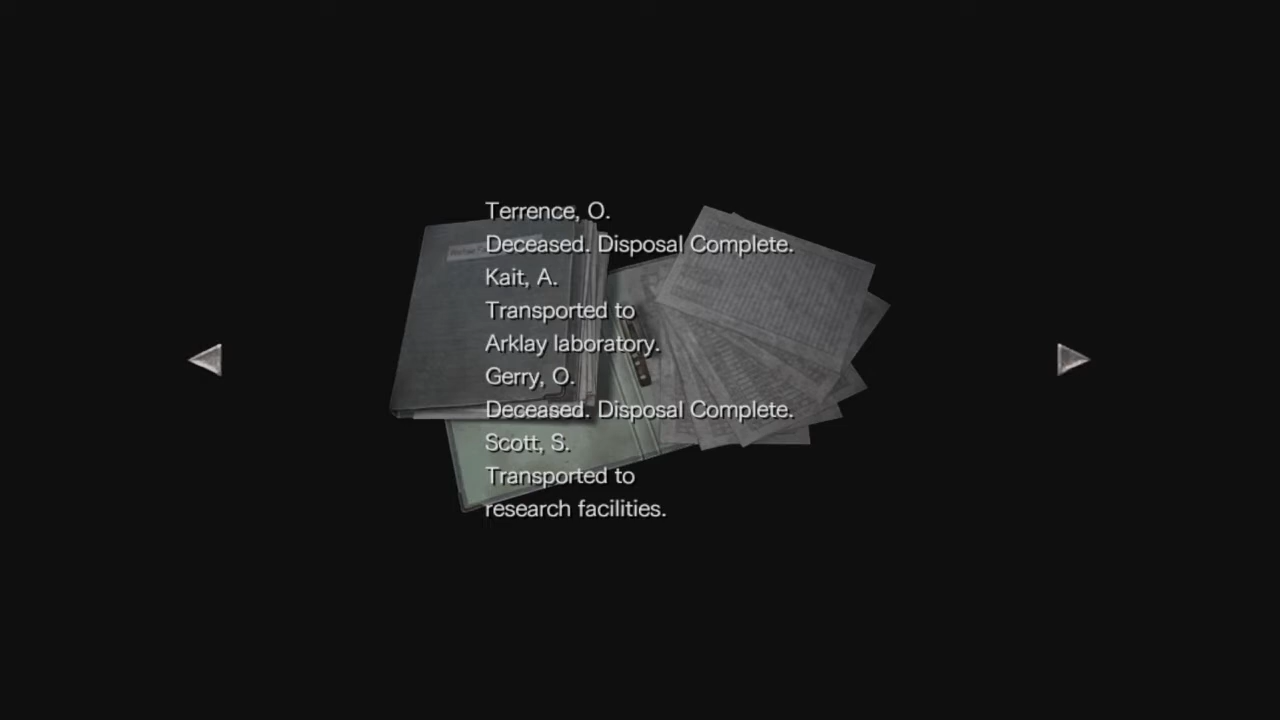 Terrence, O.
Deceased. Disposal Complete.
Kait, A.
Transported to
Arklay laboratory.
Gerry, O.
Deceased. Disposal Complete.
Scott, S.
Transported to
research facilities.